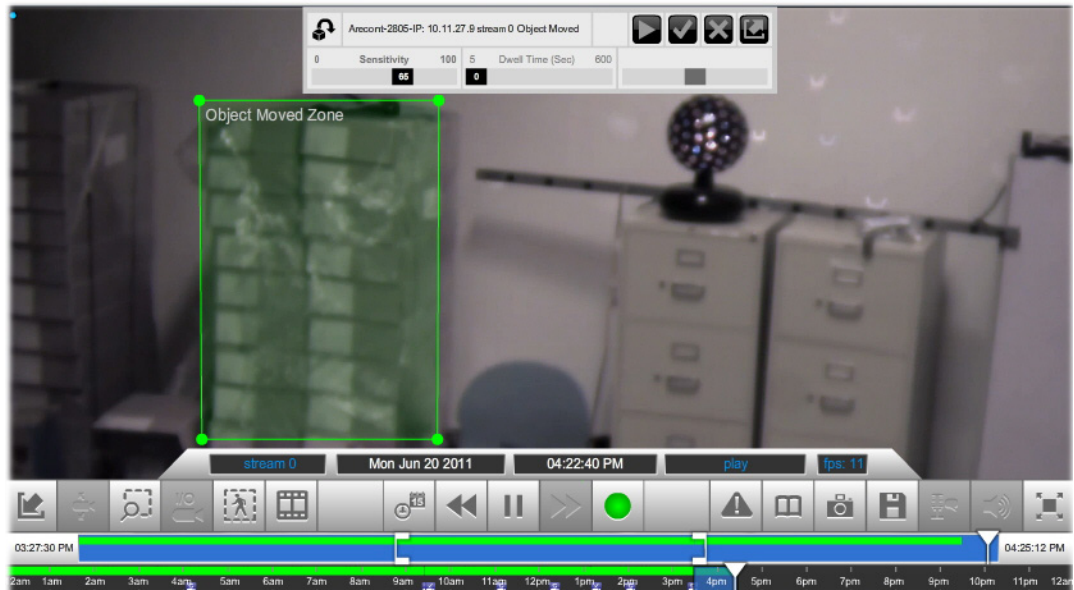 Arecont-2805-IP: 10.11.27.9 stream 0 Object Moved
0 Sensitivity 100 5 Dwell Time (Sec) 600
65 0
Object Moved Zone
stream 0 Mon Jun 20 2011 04:22:40 PM play fps: 11
I/O 15
03:27:30 PM 04:25:12 PM
2am 1am 2am 3am 4am 5am 6am 7am 8am 9am 10am 11am 12pm 1pm 2pm 3pm 4pm 5pm 6pm 7pm 8pm 9pm 10pm 11pm 12am